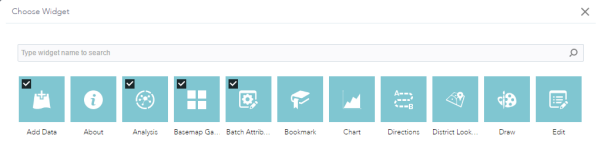 Choose Widget
Type widget name to search
Add Data About Analysis Basemap Ga... Batch Attrib... Bookmark Chart Directions District Look... Draw Edit